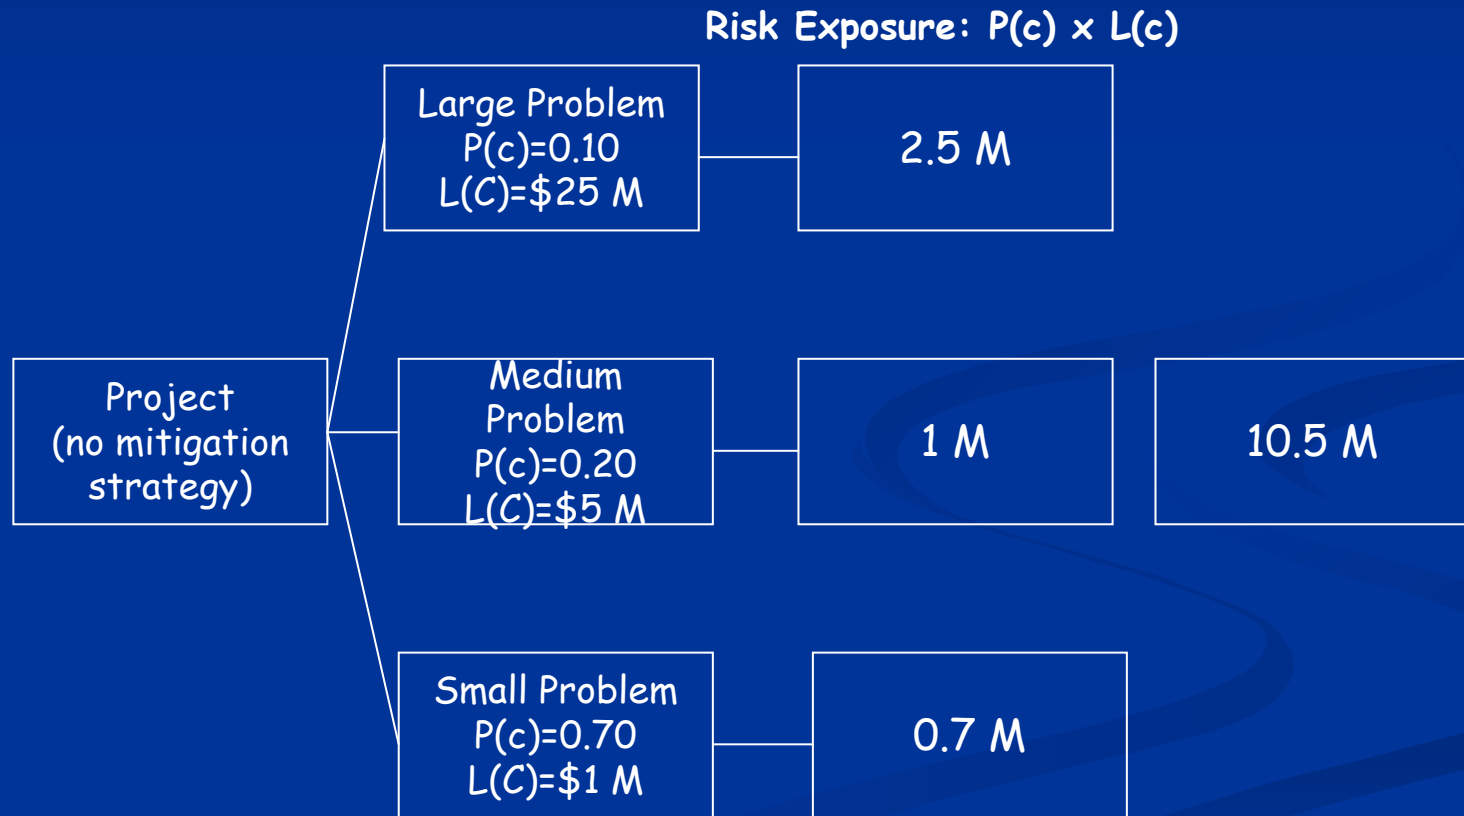 Risk Exposure: P(c) x L(c)
Large Problem
P(c)=0.10
L(C)=$25 M
2.5 M
Project
(no mitigation
strategy)
Medium
Problem
P(c)=0.20
L(C)=$5 M
1 M
10.5 M
Small Problem
P(c)=0.70
L(C)=$1 M
0.7 M